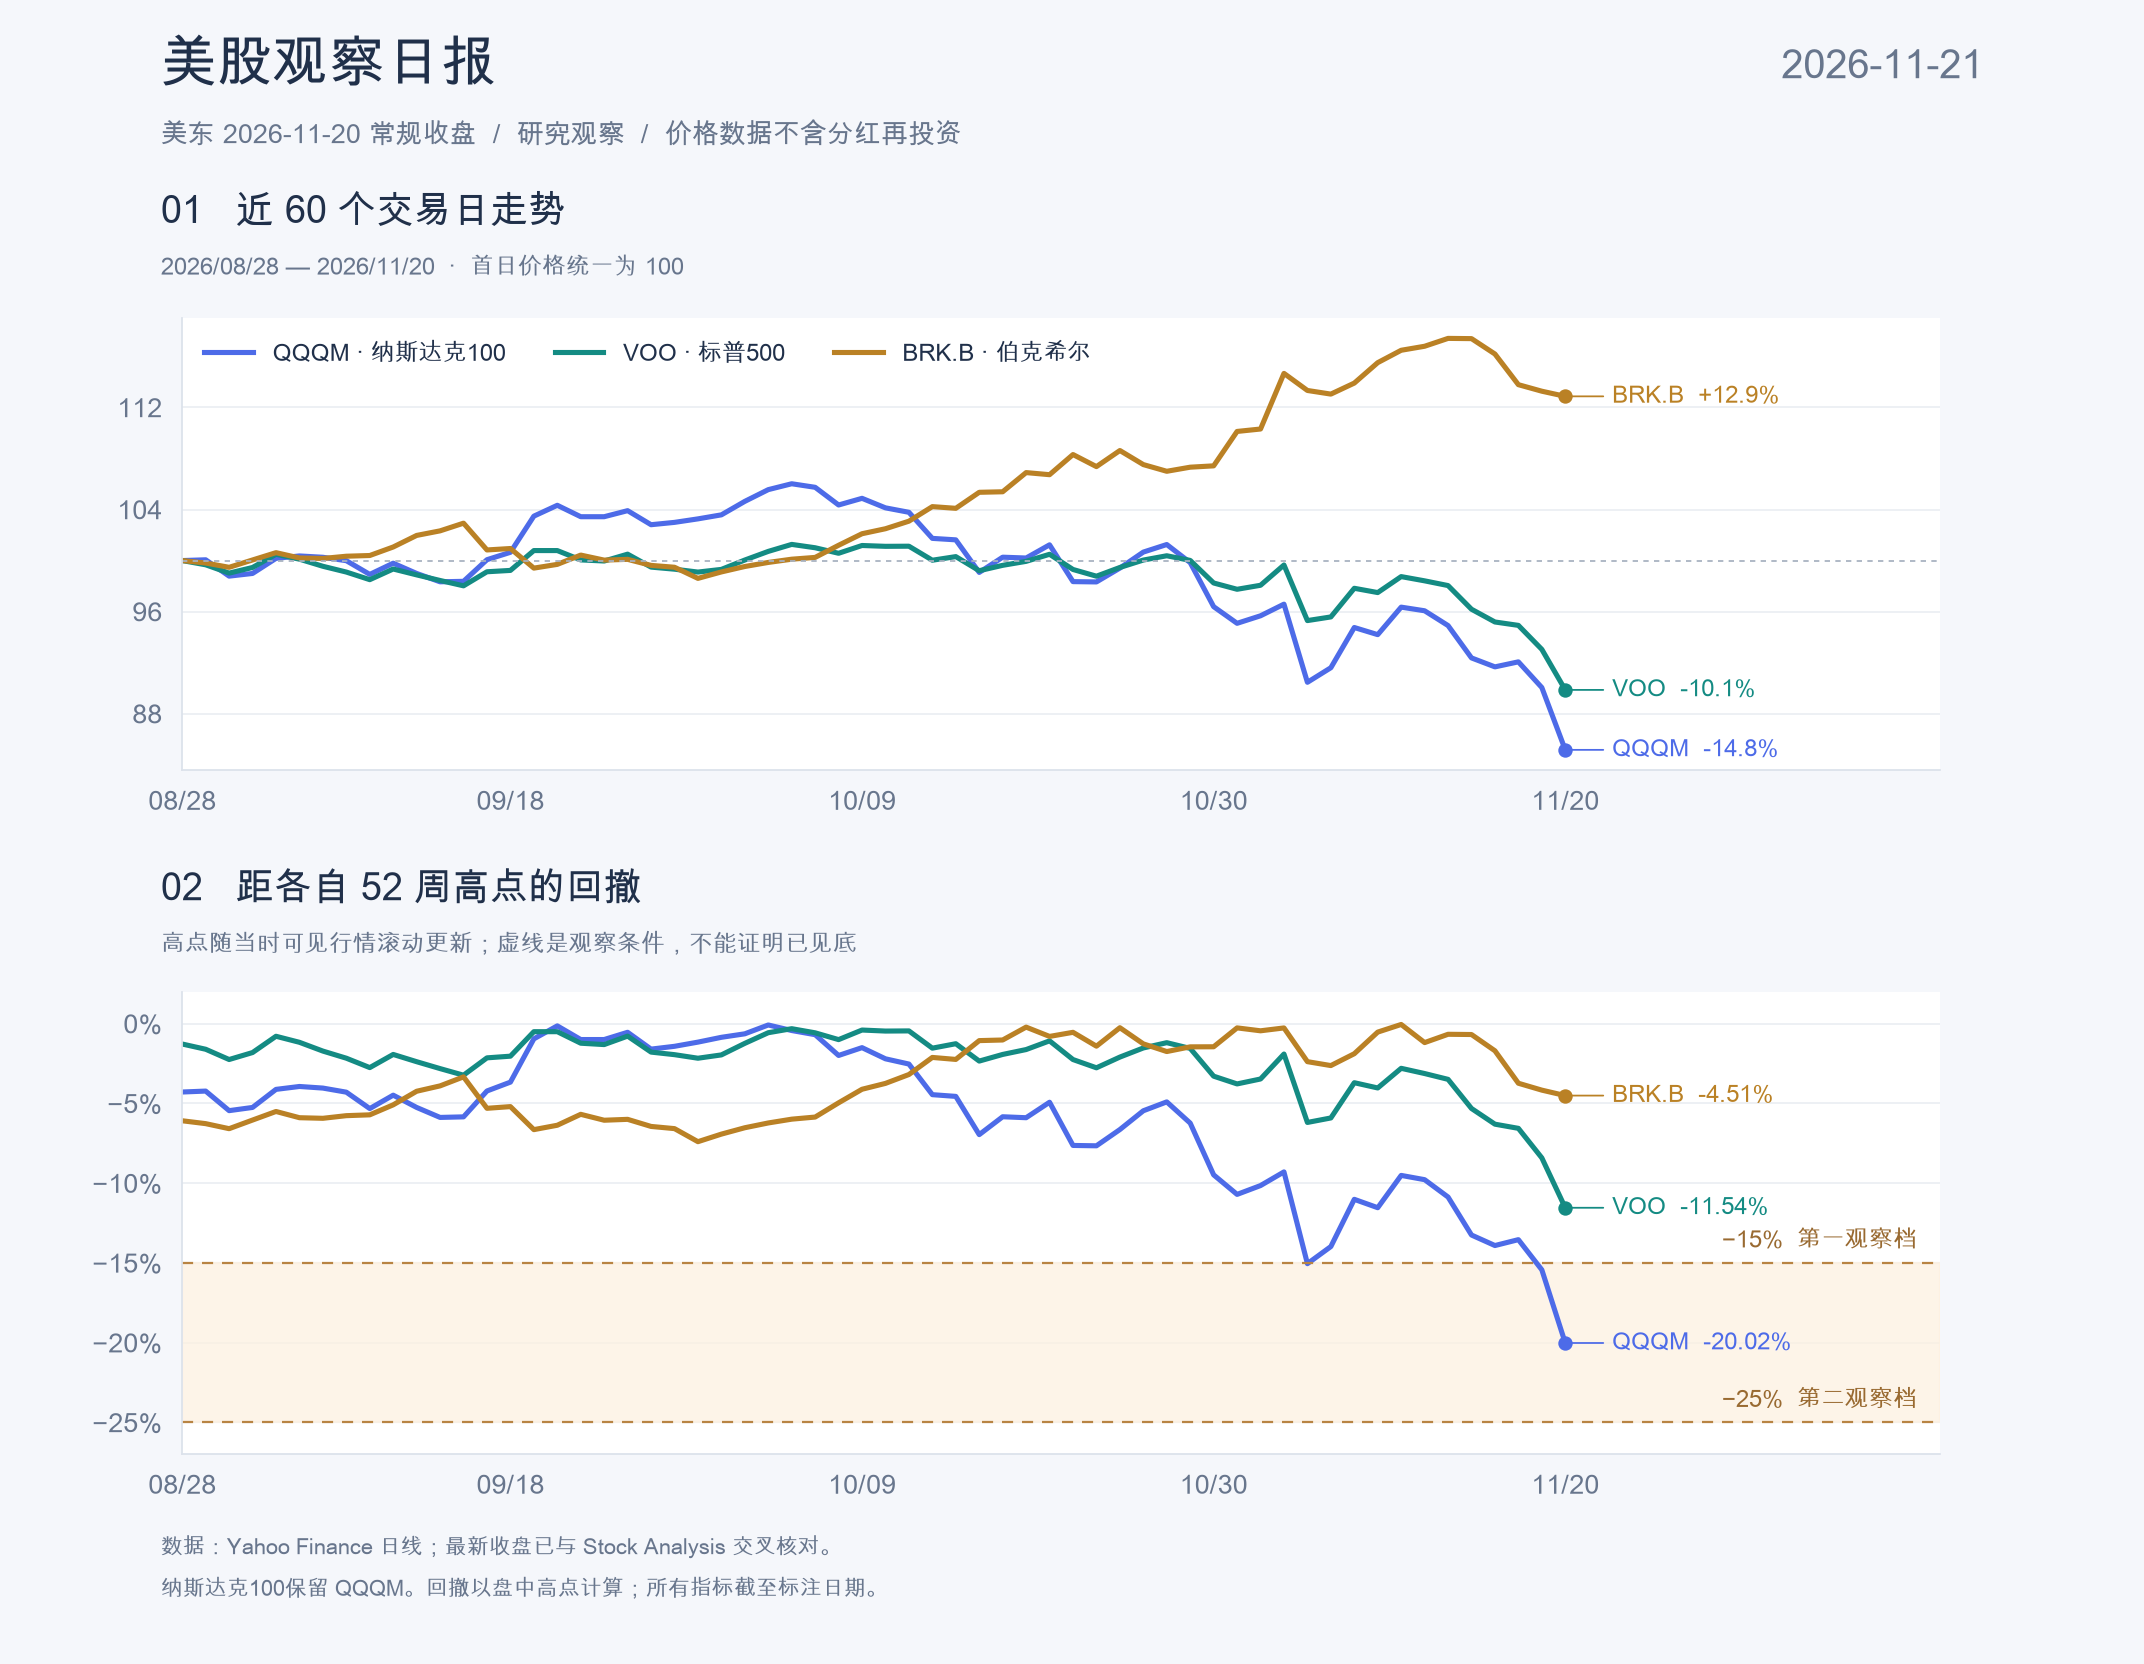 美股观察日报
2026-11-21
美东 2026-11-20 常规收盘 / 研究观察 / 价格数据不含分红再投资
01 近 60 个交易日走势
2026/08/28 — 2026/11/20 · 首日价格统一为 100
QQQM · 纳斯达克100 VOO · 标普500 BRK.B · 伯克希尔
112
104
96
88
BRK.B +12.9%
VOO -10.1%
QQQM -14.8%
08/28 09/18 10/09 10/30 11/20
02 距各自 52 周高点的回撤
高点随当时可见行情滚动更新；虚线是观察条件，不能证明已见底
0%
−5%
−10%
−15%
−20%
−25%
BRK.B -4.51%
VOO -11.54%
−15% 第一观察档
QQQM -20.02%
−25% 第二观察档
08/28 09/18 10/09 10/30 11/20
数据：Yahoo Finance 日线；最新收盘已与 Stock Analysis 交叉核对。
纳斯达克100保留 QQQM。回撤以盘中高点计算；所有指标截至标注日期。